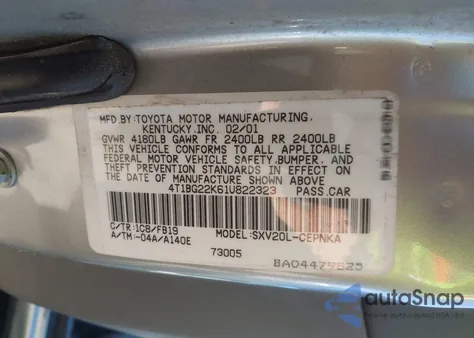 MFD.BY:TOYOTA MOTOR MANUFACTURING,
KENTUCKY,INC. 02/01
GVWR 4180LB GAWR FR 2400LB RR 2400LB
THIS VEHICLE CONFORMS TO ALL APPLICABLE
FEDERAL MOTOR VEHICLE SAFETY,BUMPER, AND
THEFT PREVENTION STANDARDS IN EFFECT ON
THE DATE OF MANUFACTURE SHOWN ABOVE.
4T1BG22K61U822323 PASS.CAR
C/TR:1C8/FB19 MODEL:SXV20L-CEPNKA
A/TM:-04A/A140E
73005
autoSnap